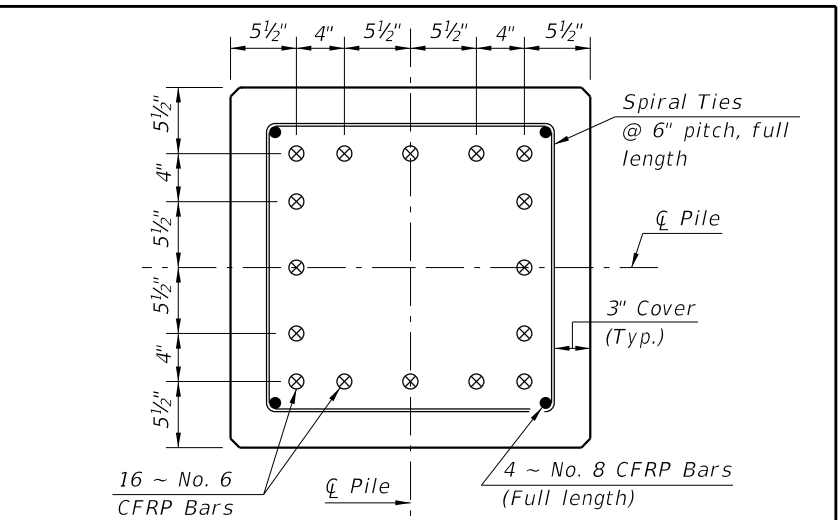 5½" 4" 5½" 5½" 4" 5½"
5½"
4"
5½"
5½"
4"
5½"
Spiral Ties
@ 6" pitch, full
length
℄ Pile
3" Cover
(Typ.)
16 ~ No. 6
CFRP Bars
℄ Pile
4 ~ No. 8 CFRP Bars
(Full length)